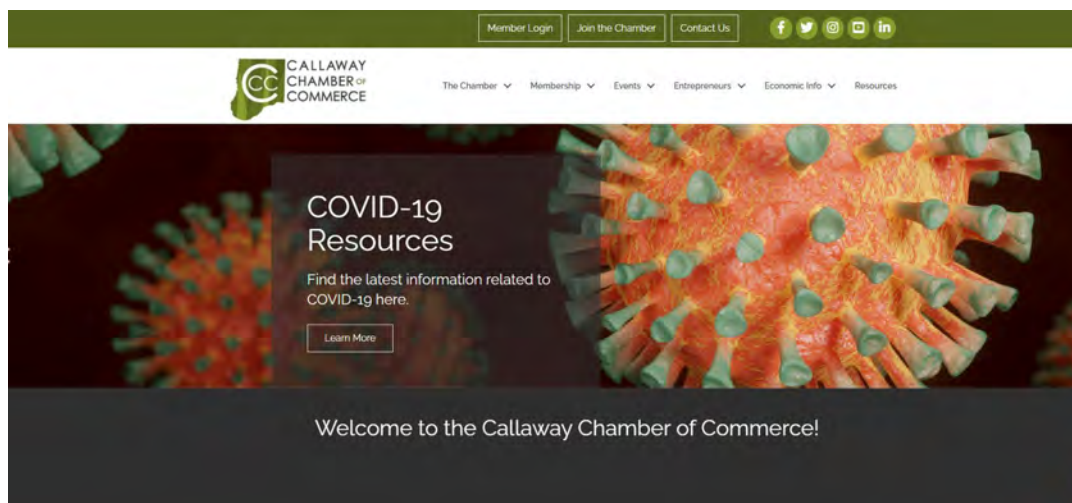 Member Login
Join the Chamber
Contact Us
CC
CALLAWAY
CHAMBER OF
COMMERCE
The Chamber
Membership
Events
Entrepreneurs
Economic Info
Resources
COVID-19
Resources
Find the latest information related to
COVID-19 here.
Learn More
Welcome to the Callaway Chamber of Commerce!